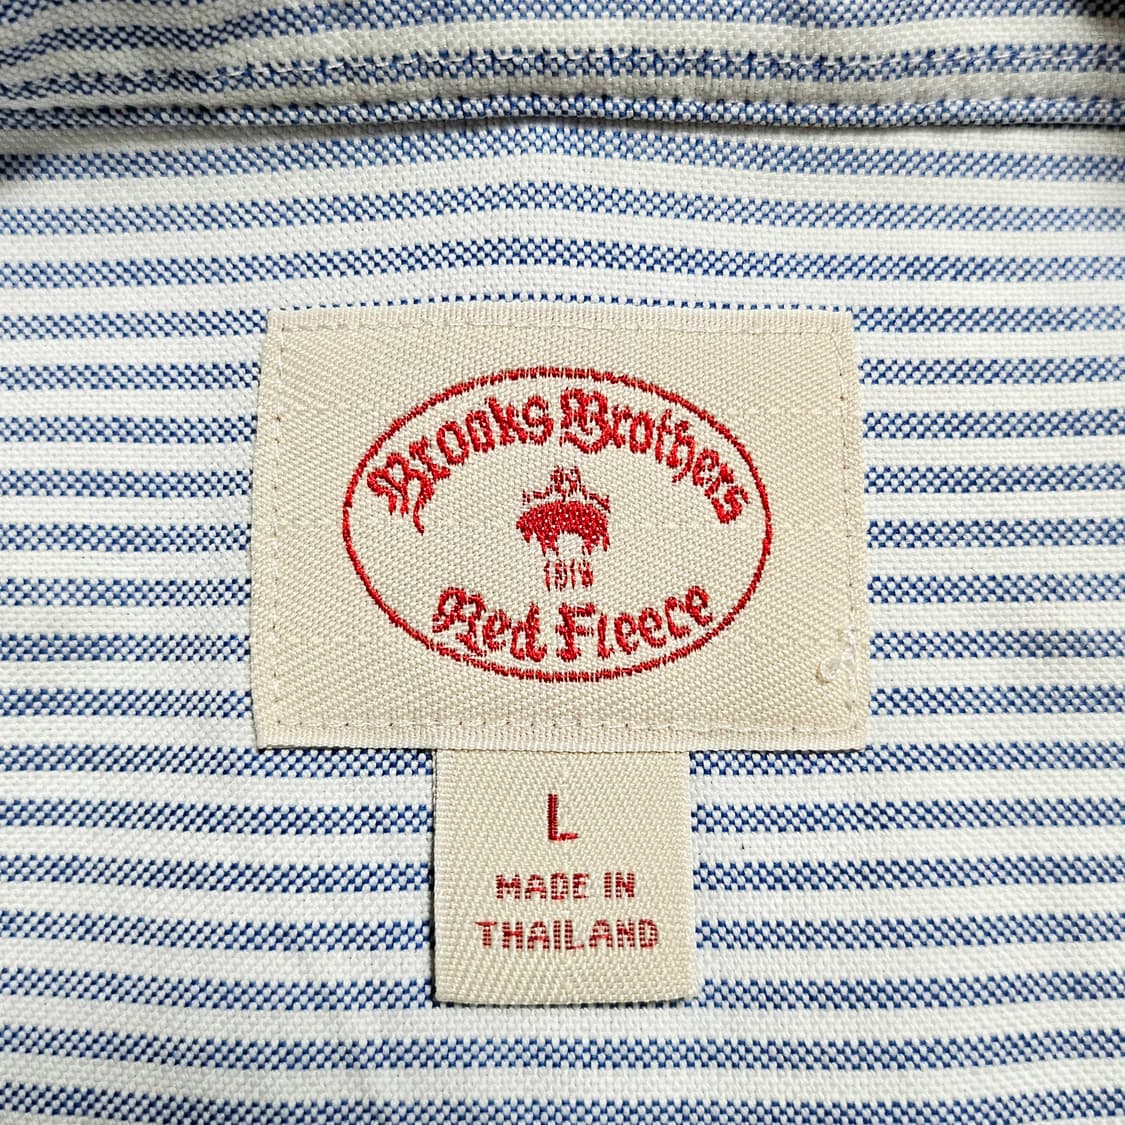 Brooks Brothers
1818
Red Fleece
L
MADE IN
THAILAND